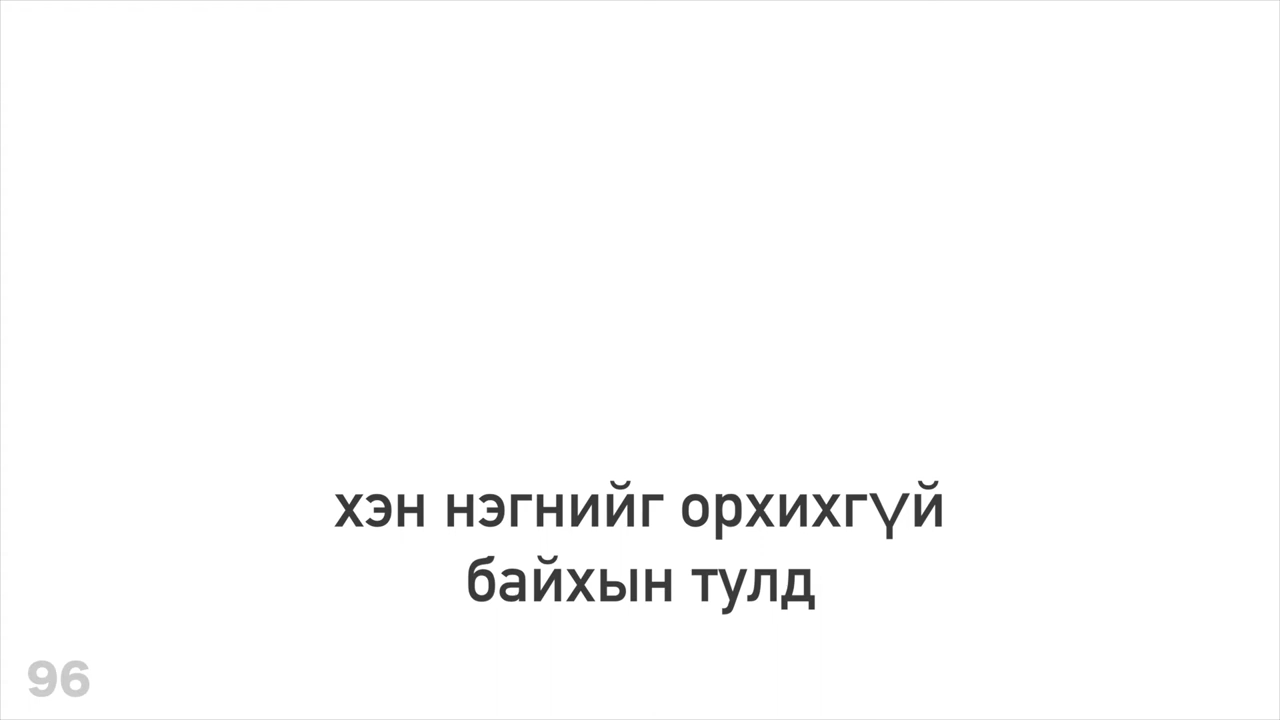 хэн нэгнийг орхихгүй
байхын тулд
96